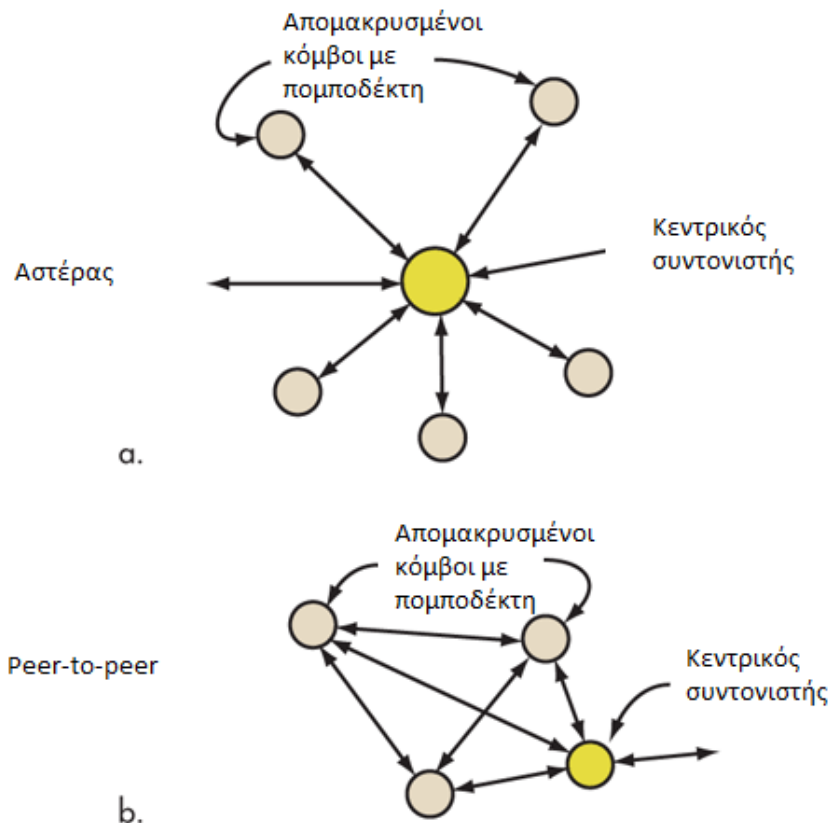 Απομακρυσμένοι
κόμβοι με
πομποδέκτη
Κεντρικός
συντονιστής
Αστέρας
a.
Απομακρυσμένοι
κόμβοι με
πομποδέκτη
Peer-to-peer
Κεντρικός
συντονιστής
b.